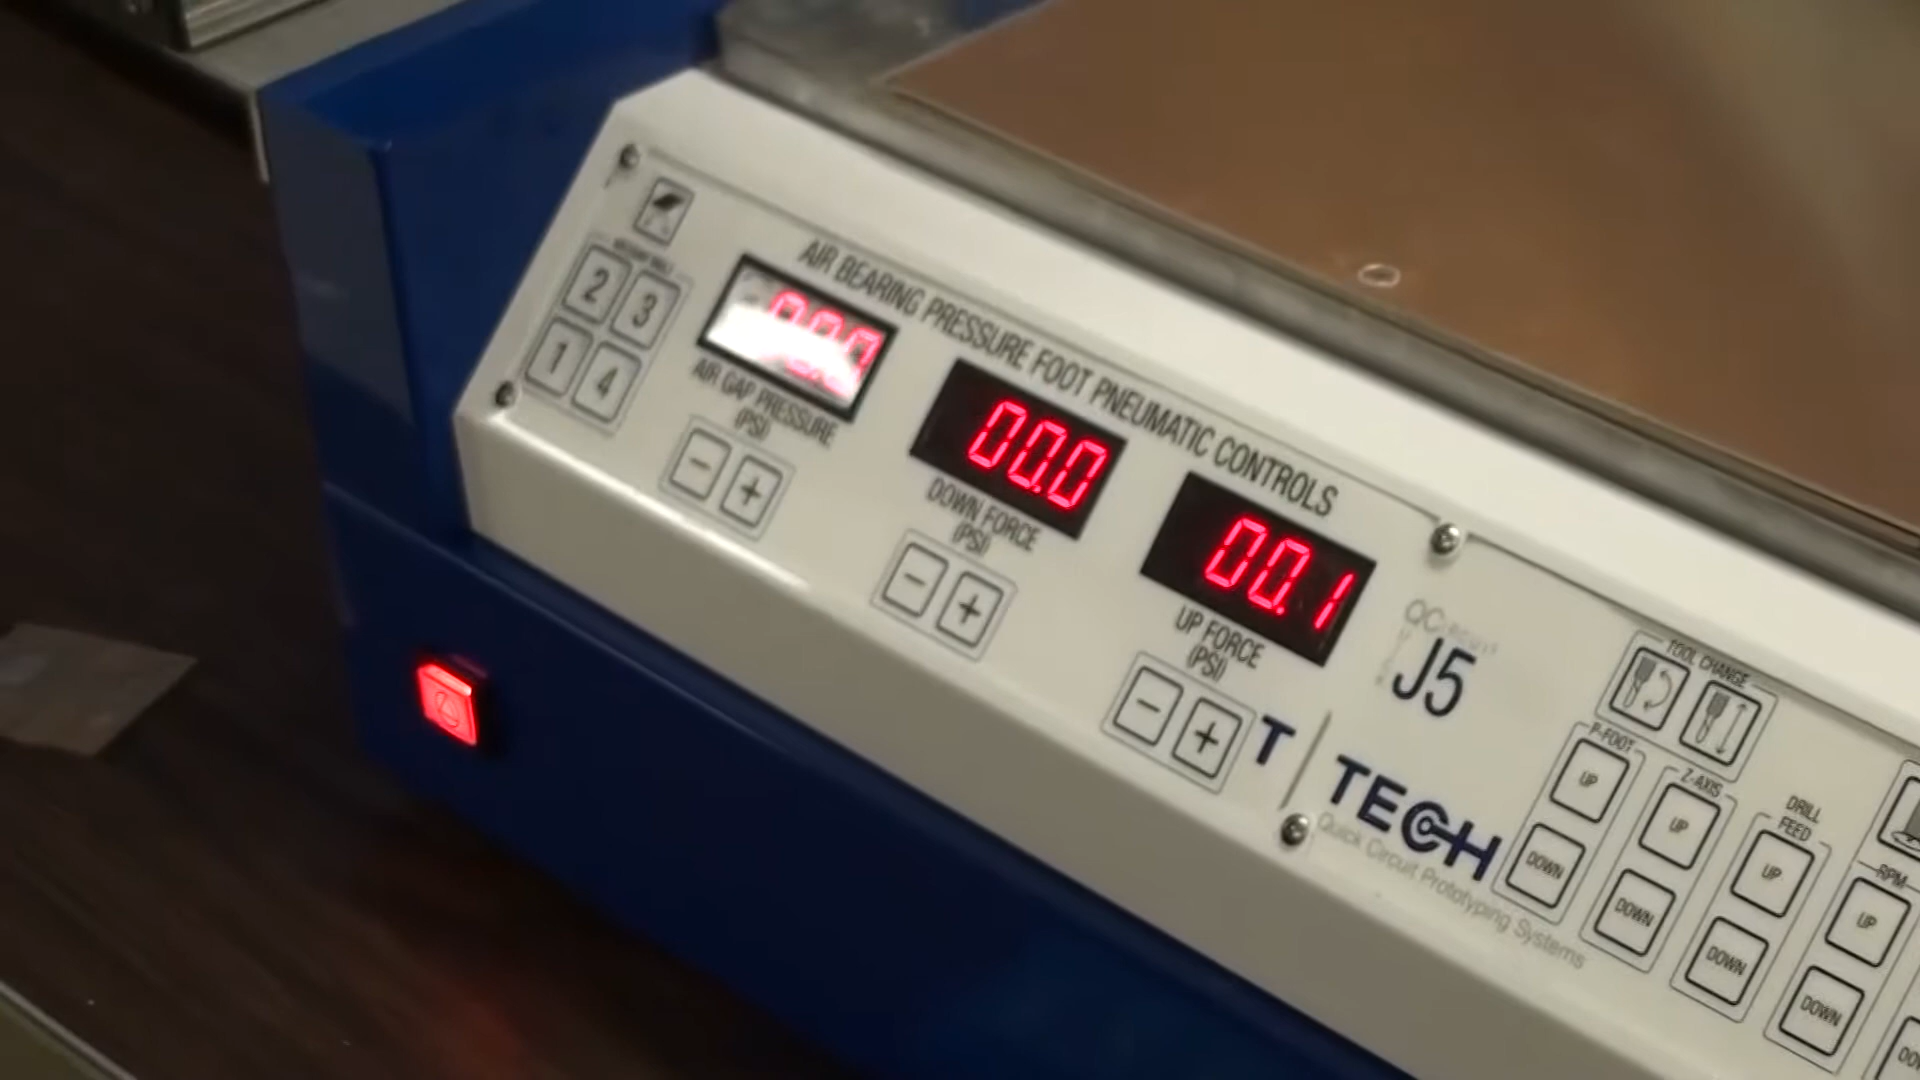 AIR BEARING PRESSURE FOOT PNEUMATIC CONTROLS
2 3
1 4
00.0
AIR GAP PRESSURE
(PSI)
- +
00.0
DOWN FORCE
(PSI)
- +
00.1
UP FORCE
(PSI)
- +
J5
T TECH
Quick Circuit Prototyping Systems
TOOL CHANGE
P-FOOT
UP
DOWN
Z-AXIS
UP
DOWN
DRILL
FEED
UP
DOWN
RPM
UP
DOWN